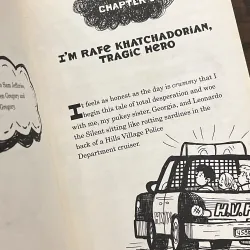 CHAPTER
I'M RAFE KHATCHADORIAN,
TRAGIC HERO
It feels as honest as the day is crummy that I
begin this tale of total desperation and woe
with me, my pukey sister, Georgia, and Leonardo
the Silent sitting like rotting sardines in the
back of a Hills Village Police
Department cruiser.
H.V.P.